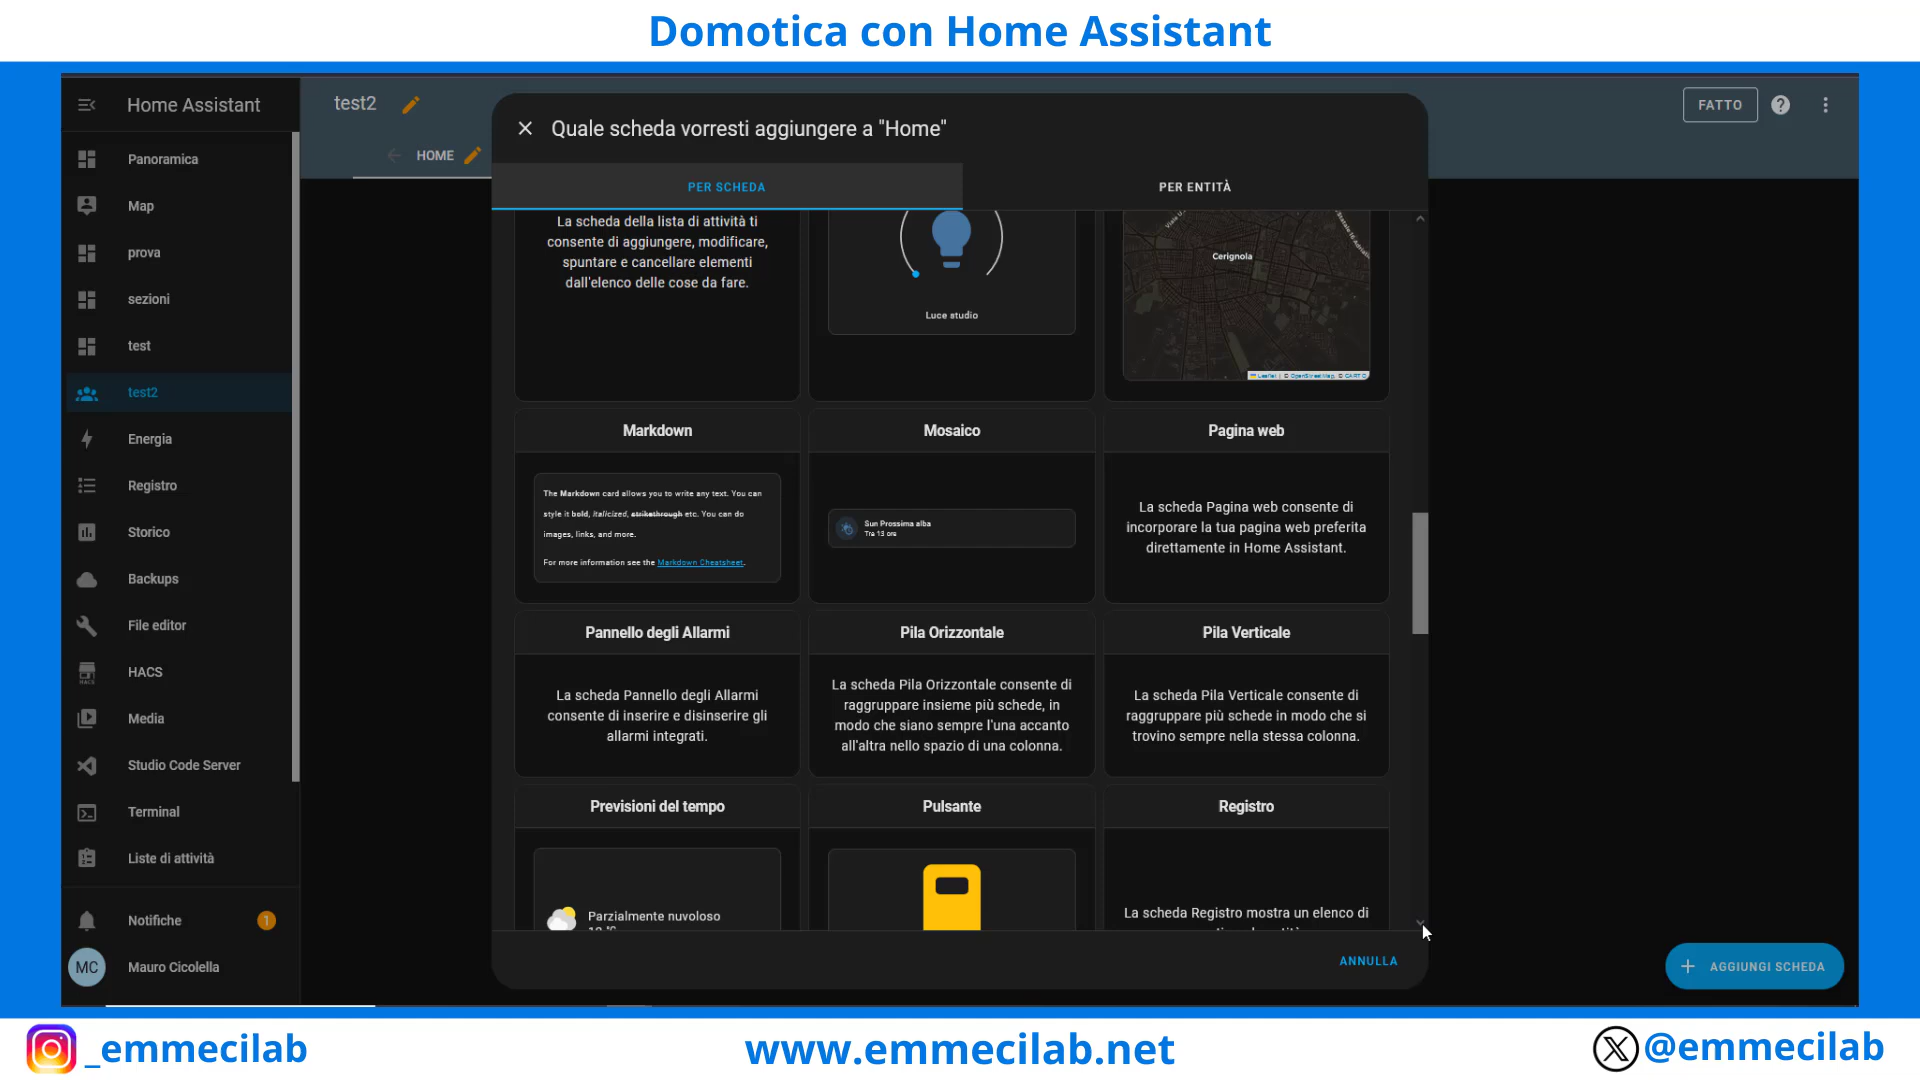 Domotica con Home Assistant
Home Assistant
Panoramica
Map
prova
sezioni
test
test2
Energia
Registro
Storico
Backups
File editor
HACS
Media
Studio Code Server
Terminal
Liste di attività
Notifiche
1
MC
Mauro Cicolella
test2
HOME
FATTO
Quale scheda vorresti aggiungere a "Home"
PER SCHEDA
PER ENTITÀ
La scheda della lista di attività ti
consente di aggiungere, modificare,
spuntare e cancellare elementi
dall'elenco delle cose da fare.
Luce studio
Cerignola
Leaflet | © OpenStreetMap, © CARTO
Markdown
The Markdown card allows you to write any text. You can
style it bold, italicized, strikethrough etc. You can do
images, links, and more.
For more information see the Markdown Cheatsheet.
Mosaico
Sun Prossima alba
Tra 13 ore
Pagina web
La scheda Pagina web consente di
incorporare la tua pagina web preferita
direttamente in Home Assistant.
Pannello degli Allarmi
La scheda Pannello degli Allarmi
consente di inserire e disinserire gli
allarmi integrati.
Pila Orizzontale
La scheda Pila Orizzontale consente di
raggruppare insieme più schede, in
modo che siano sempre l'una accanto
all'altra nello spazio di una colonna.
Pila Verticale
La scheda Pila Verticale consente di
raggruppare più schede in modo che si
trovino sempre nella stessa colonna.
Previsioni del tempo
Parzialmente nuvoloso
Pulsante
Registro
La scheda Registro mostra un elenco di
ANNULLA
AGGIUNGI SCHEDA
_emmecilab
www.emmecilab.net
@emmecilab